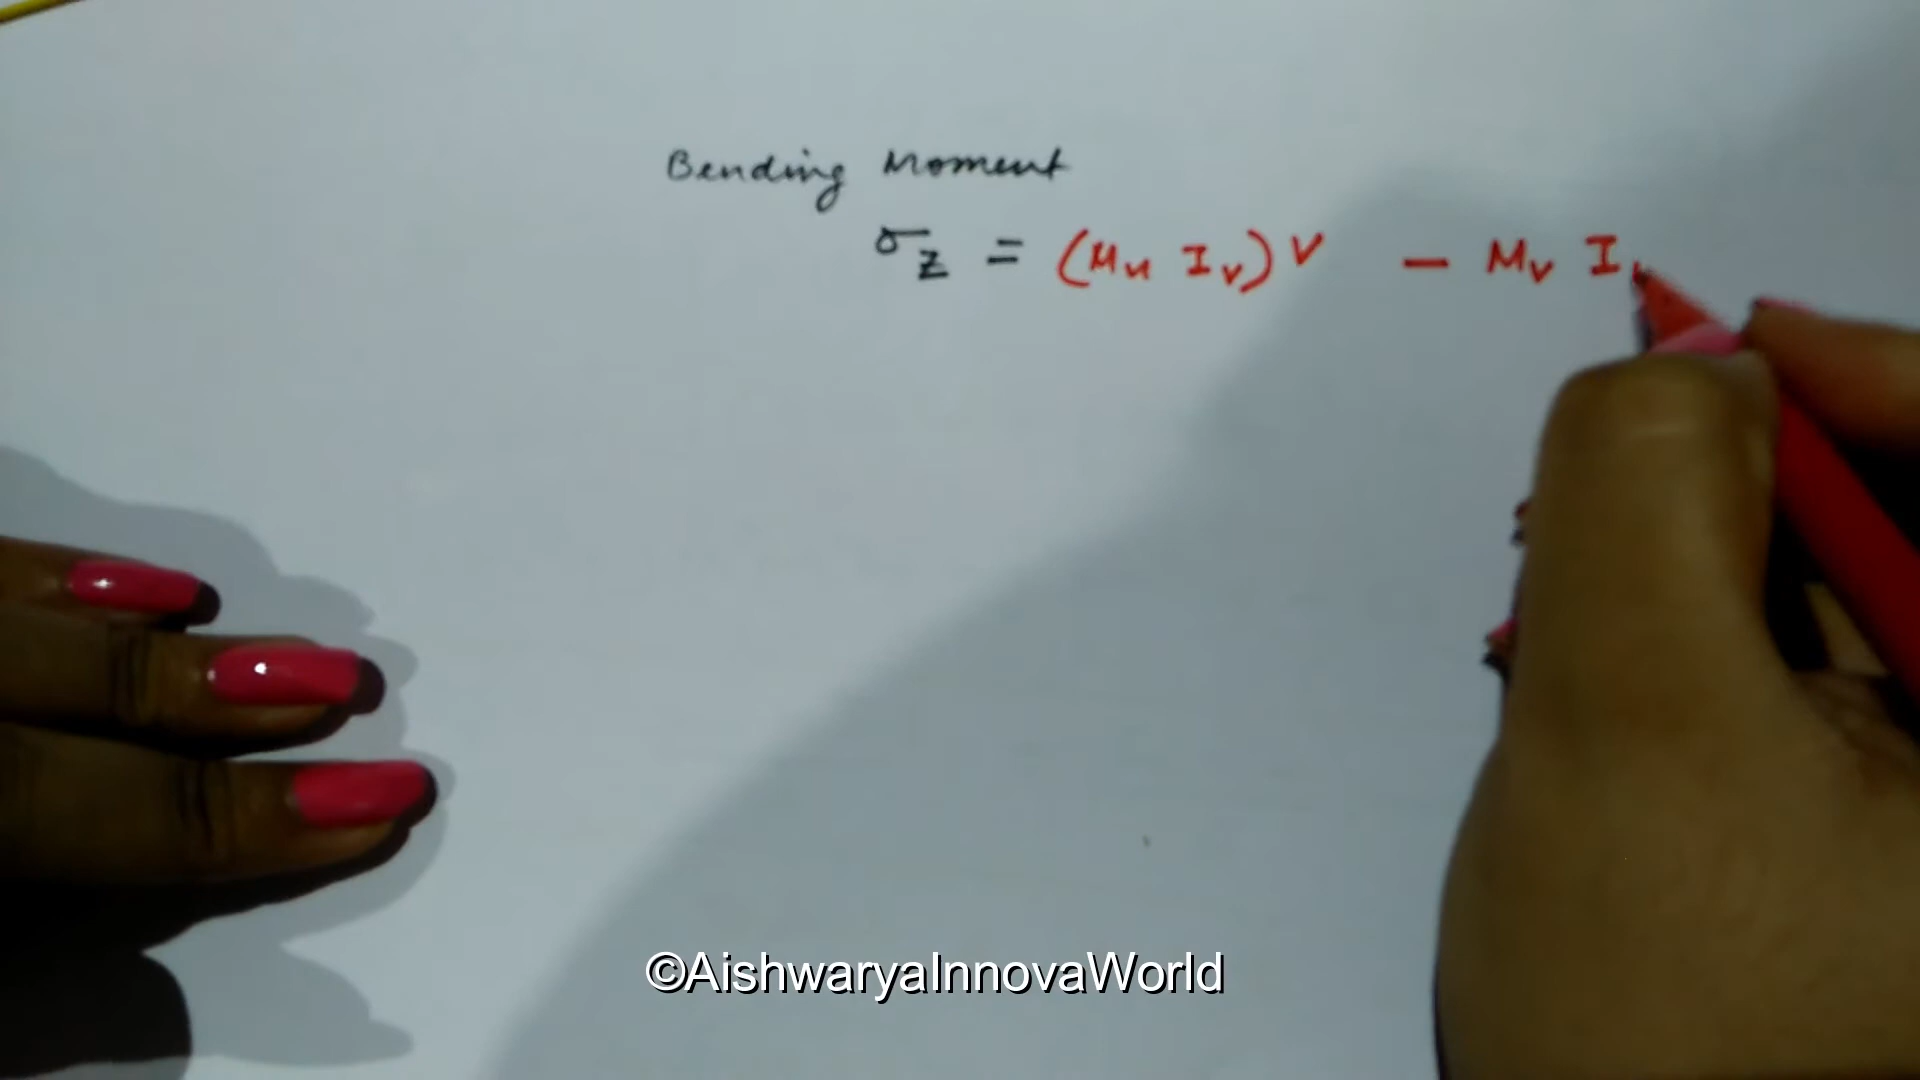 Bending Moment
σz = (Mu Iv) V - Mv I
©AishwaryaInnovaWorld